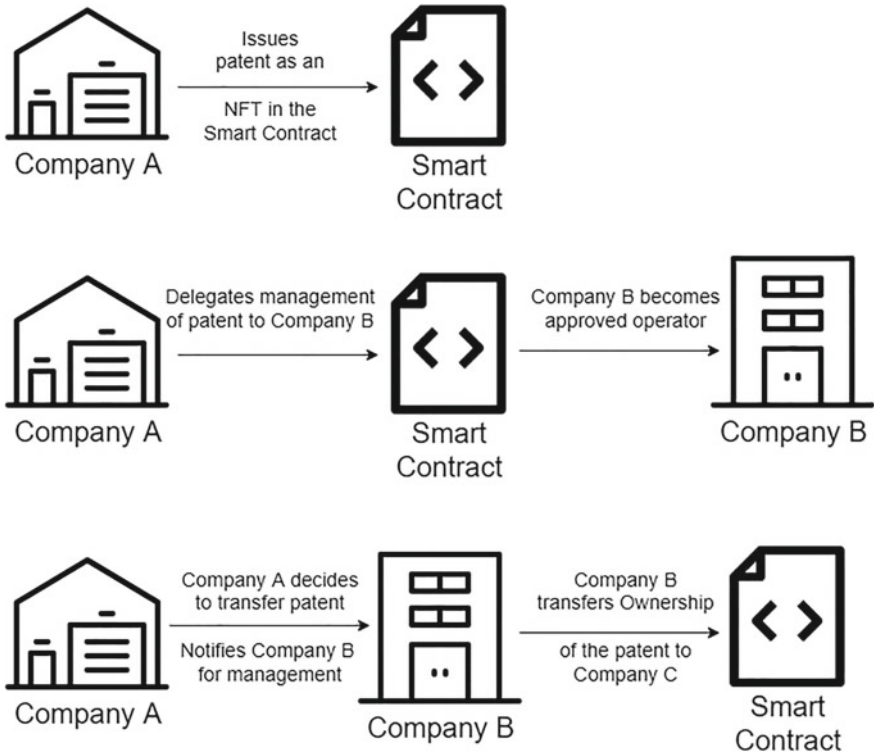 Issues
patent as an
NFT in the
Smart Contract
Company A
Smart
Contract
Delegates management
of patent to Company B
Company B becomes
approved operator
Company A
Smart
Contract
Company B
Company A decides
to transfer patent
Notifies Company B
for management
Company B
transfers Ownership
of the patent to
Company C
Company A
Company B
Smart
Contract